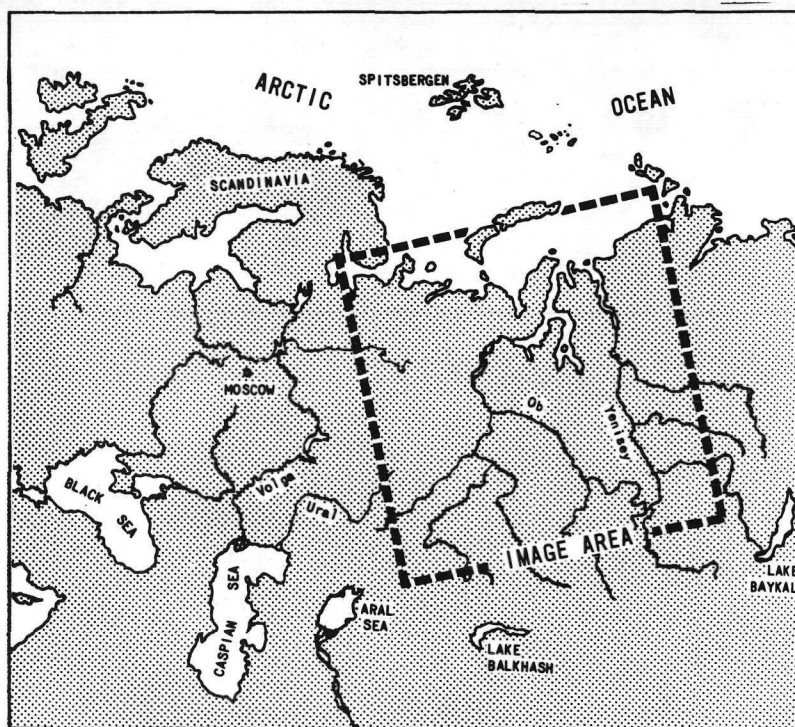 ARCTIC
SPITSBERGEN
OCEAN
SCANDINAVIA
MOSCOW
Ob
Yenisey
Volga
Ural
BLACK
SEA
IMAGE AREA
CASPIAN
SEA
ARAL
SEA
LAKE
BALKHASH
LAKE
BAYKAL